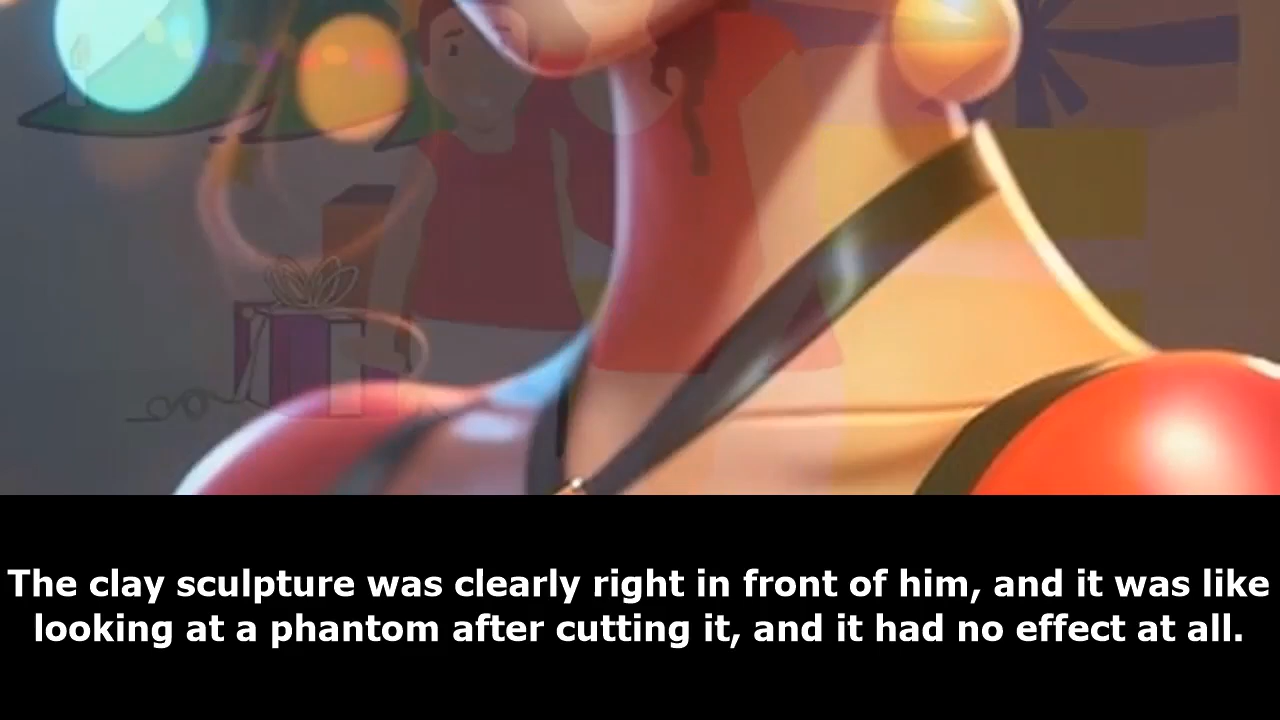 The clay sculpture was clearly right in front of him, and it was like
looking at a phantom after cutting it, and it had no effect at all.